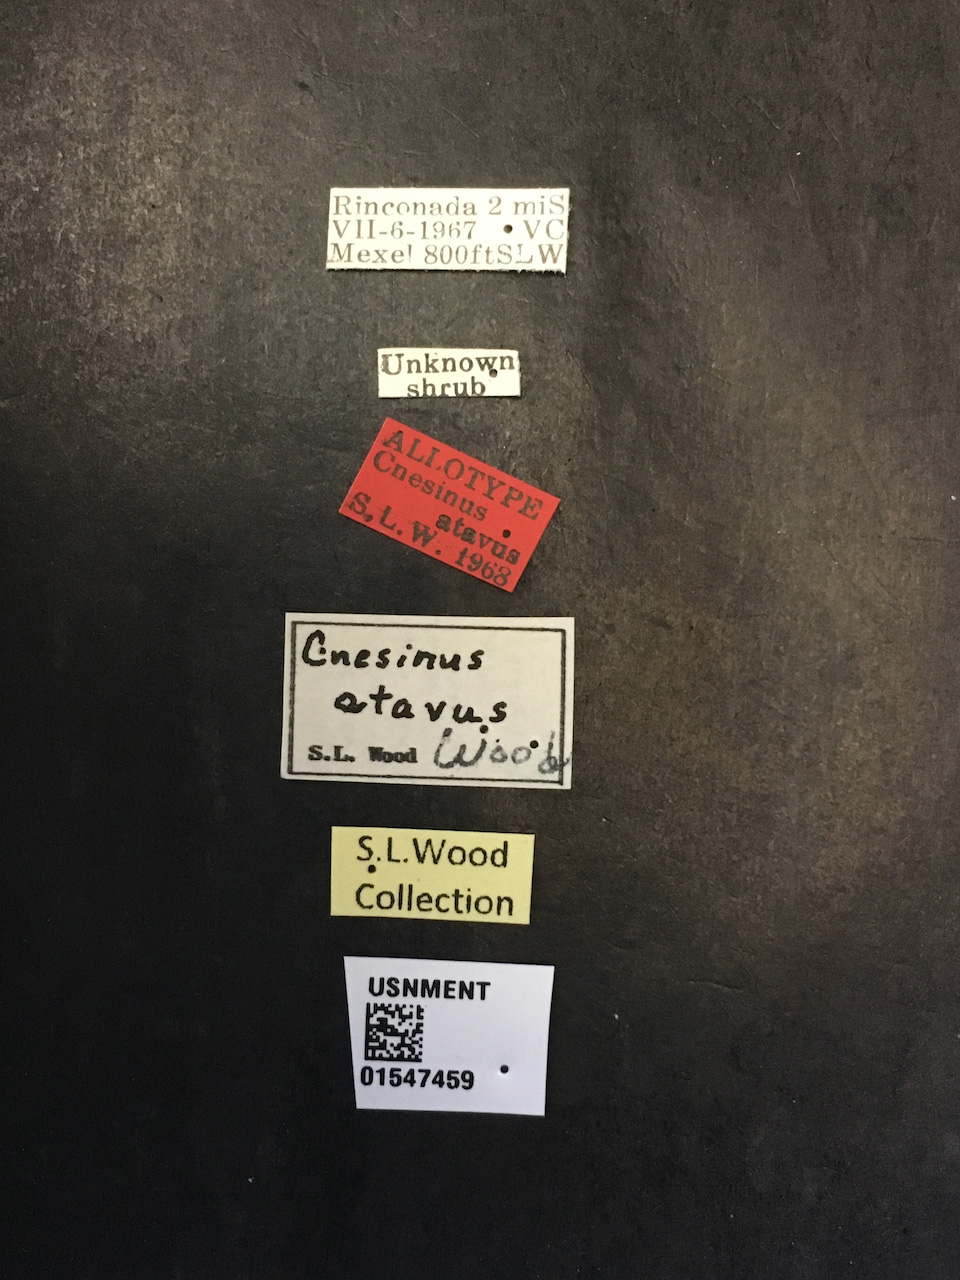 Rinconada 2 miS
VII-6-1967 VC
Mexel 800ftSLW
Unknown
shrub
ALLOTYPE
Cnesinus
atavus
S.L.W. 1968
Cnesinus
atavus
S.L. Wood Wood
S.L.Wood
Collection
USNMENT
01547459